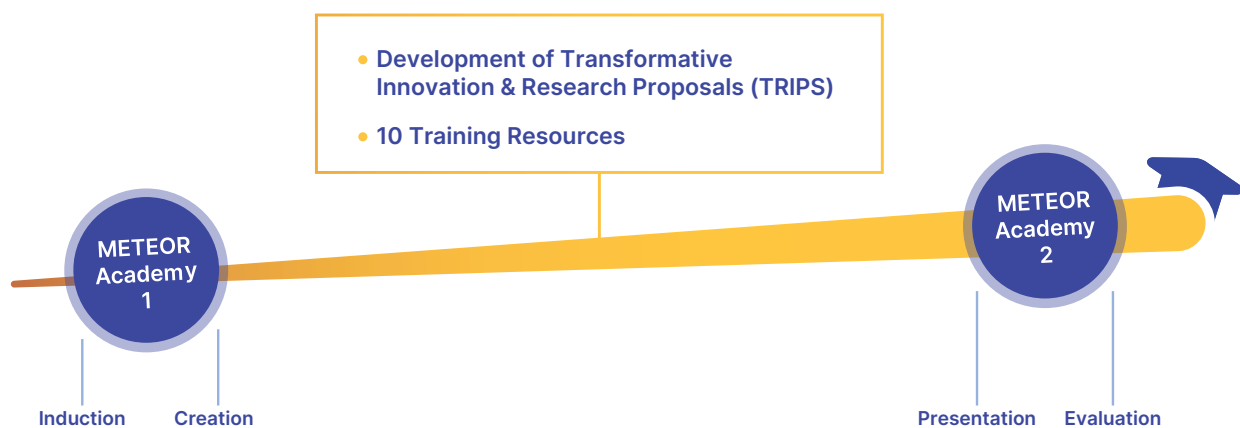 Development of Transformative
Innovation & Research Proposals (TRIPS)
10 Training Resources
METEOR
Academy
1
METEOR
Academy
2
Induction
Creation
Presentation
Evaluation